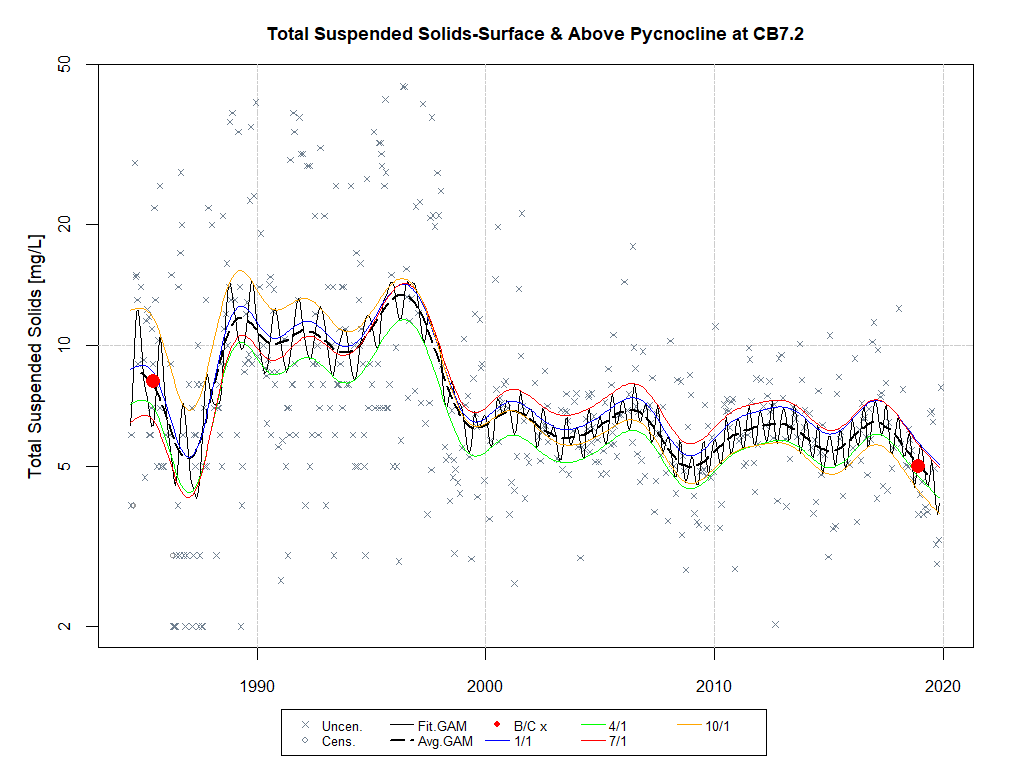 Total Suspended Solids-Surface & Above Pycnocline at CB7.2
Total Suspended Solids [mg/L]
50
20
10
5
2
1990 2000 2010 2020
Uncen. Fit.GAM B/C x 4/1 10/1
Cens. Avg.GAM 1/1 7/1